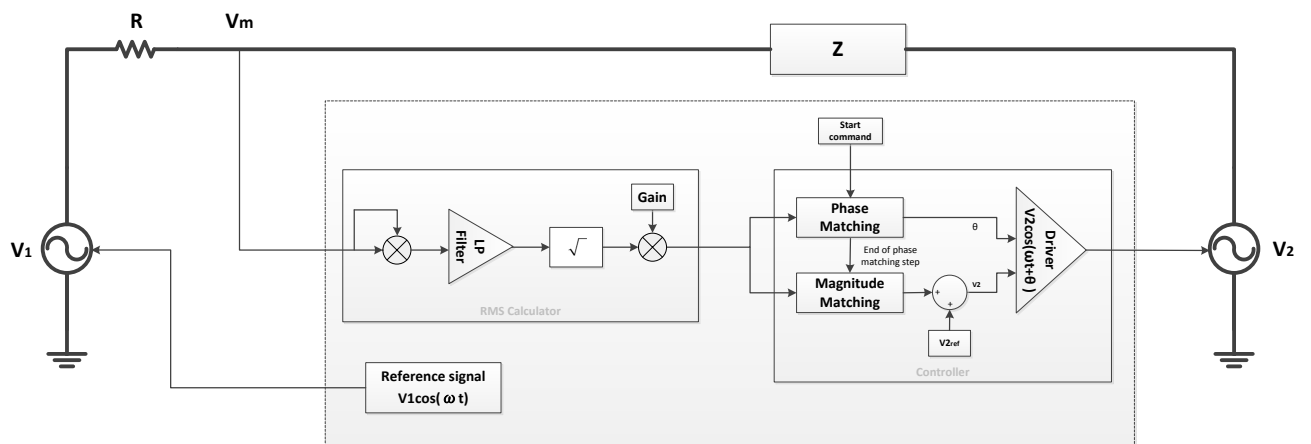 R
Vm
Z
Start
command
Gain
Phase
Matching
θ
V1
LP
Filter
√
End of phase
matching step
Driver
V2cos(ωt+θ)
V2
Magnitude
Matching
+
+
V2
RMS Calculator
V2ref
Reference signal
V1cos( ω t)
Controller